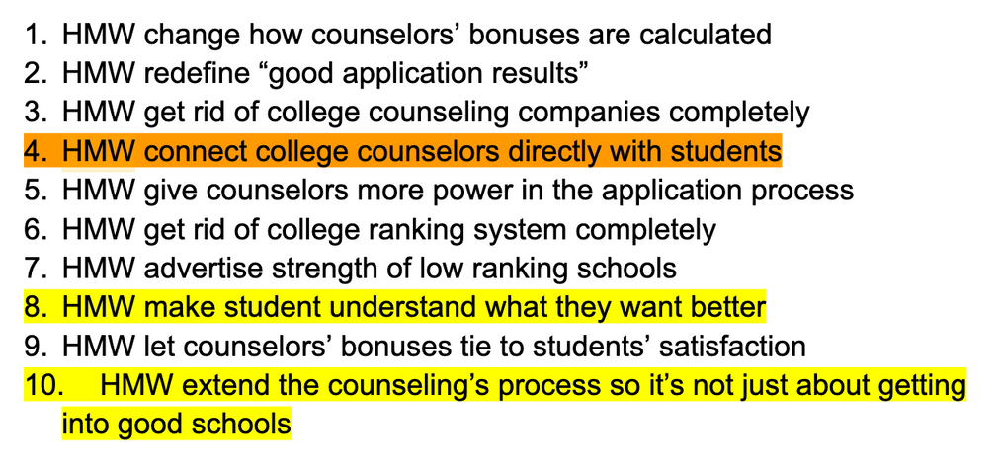 1. HMW change how counselors’ bonuses are calculated
2. HMW redefine “good application results”
3. HMW get rid of college counseling companies completely
4. HMW connect college counselors directly with students
5. HMW give counselors more power in the application process
6. HMW get rid of college ranking system completely
7. HMW advertise strength of low ranking schools
8. HMW make student understand what they want better
9. HMW let counselors’ bonuses tie to students’ satisfaction
10. HMW extend the counseling’s process so it’s not just about getting
into good schools